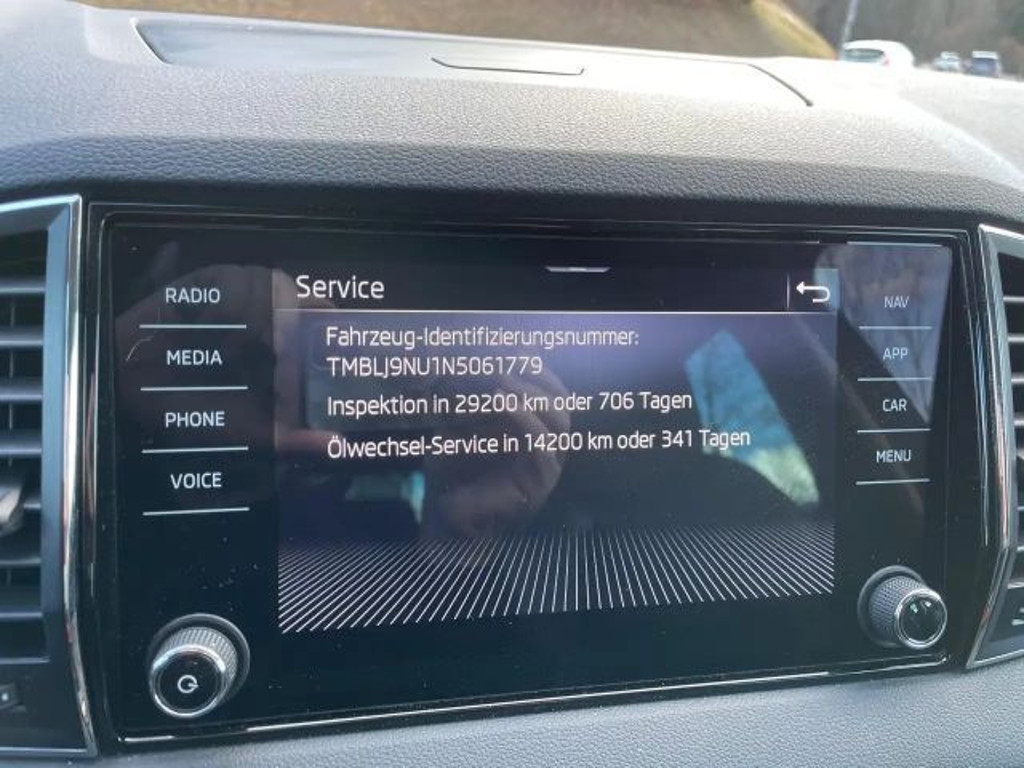 Service
RADIO
MEDIA
PHONE
VOICE
Fahrzeug-Identifizierungsnummer:
TMBLJ9NU1N5061779
Inspektion in 29200 km oder 706 Tagen
Ölwechsel-Service in 14200 km oder 341 Tagen
NAV
APP
CAR
MENU